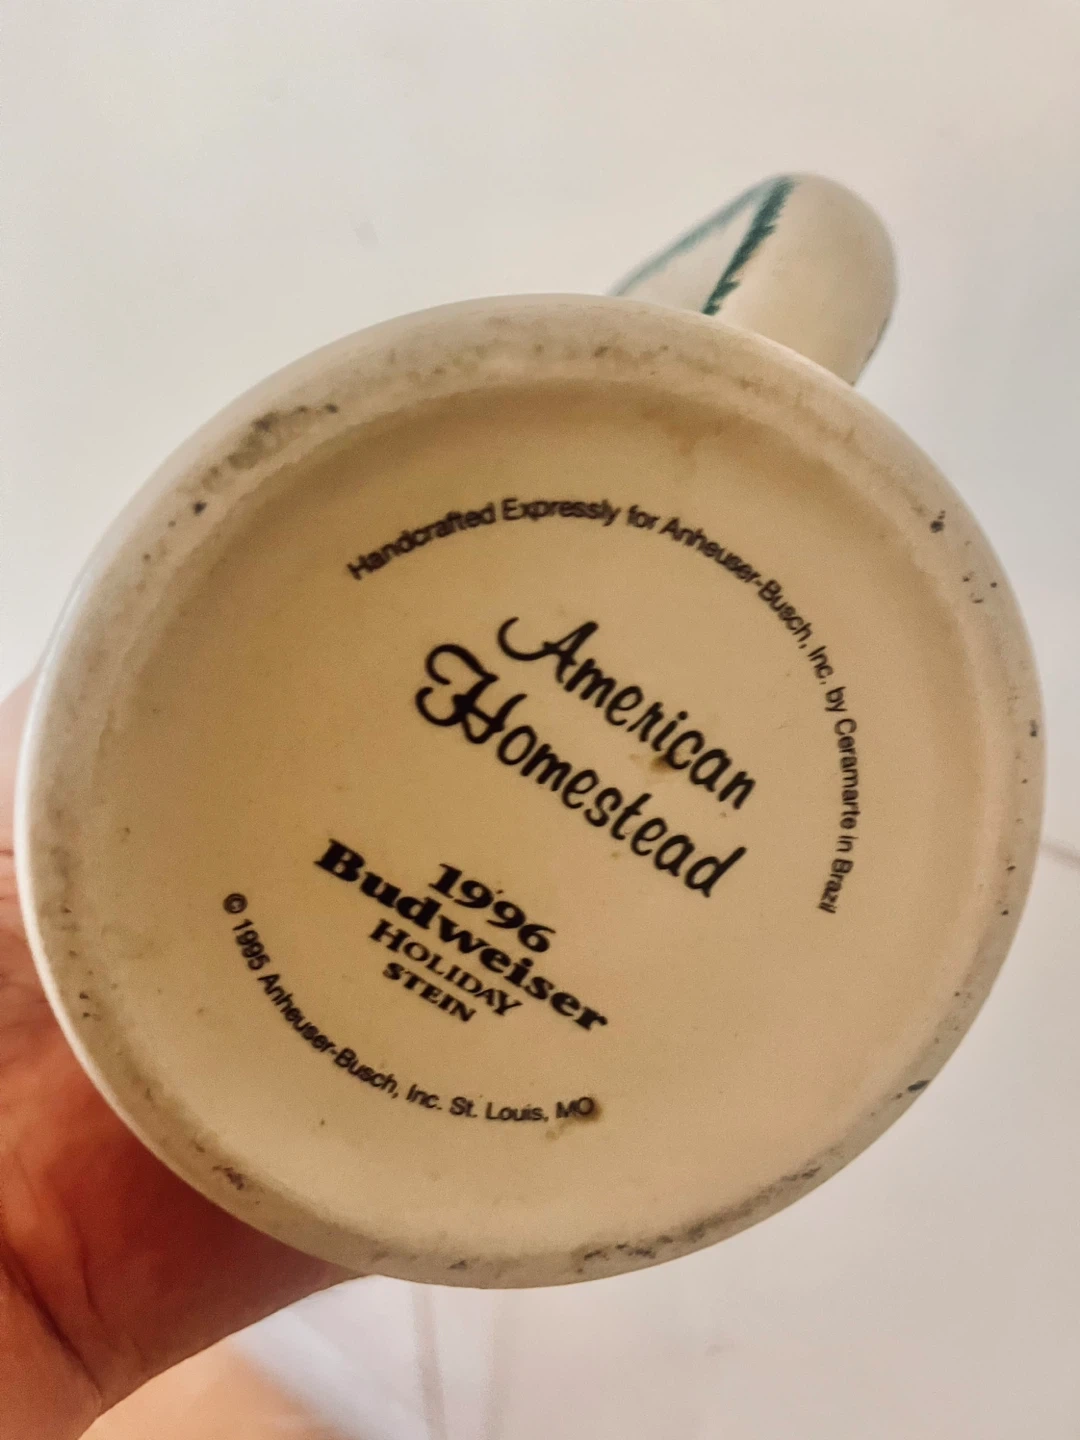 Handcrafted Expressly for Anheuser-Busch, Inc. by Ceramarte in Brazil
American
Homestead
1996
Budweiser
HOLIDAY
STEIN
© 1995 Anheuser-Busch, Inc. St. Louis, MO